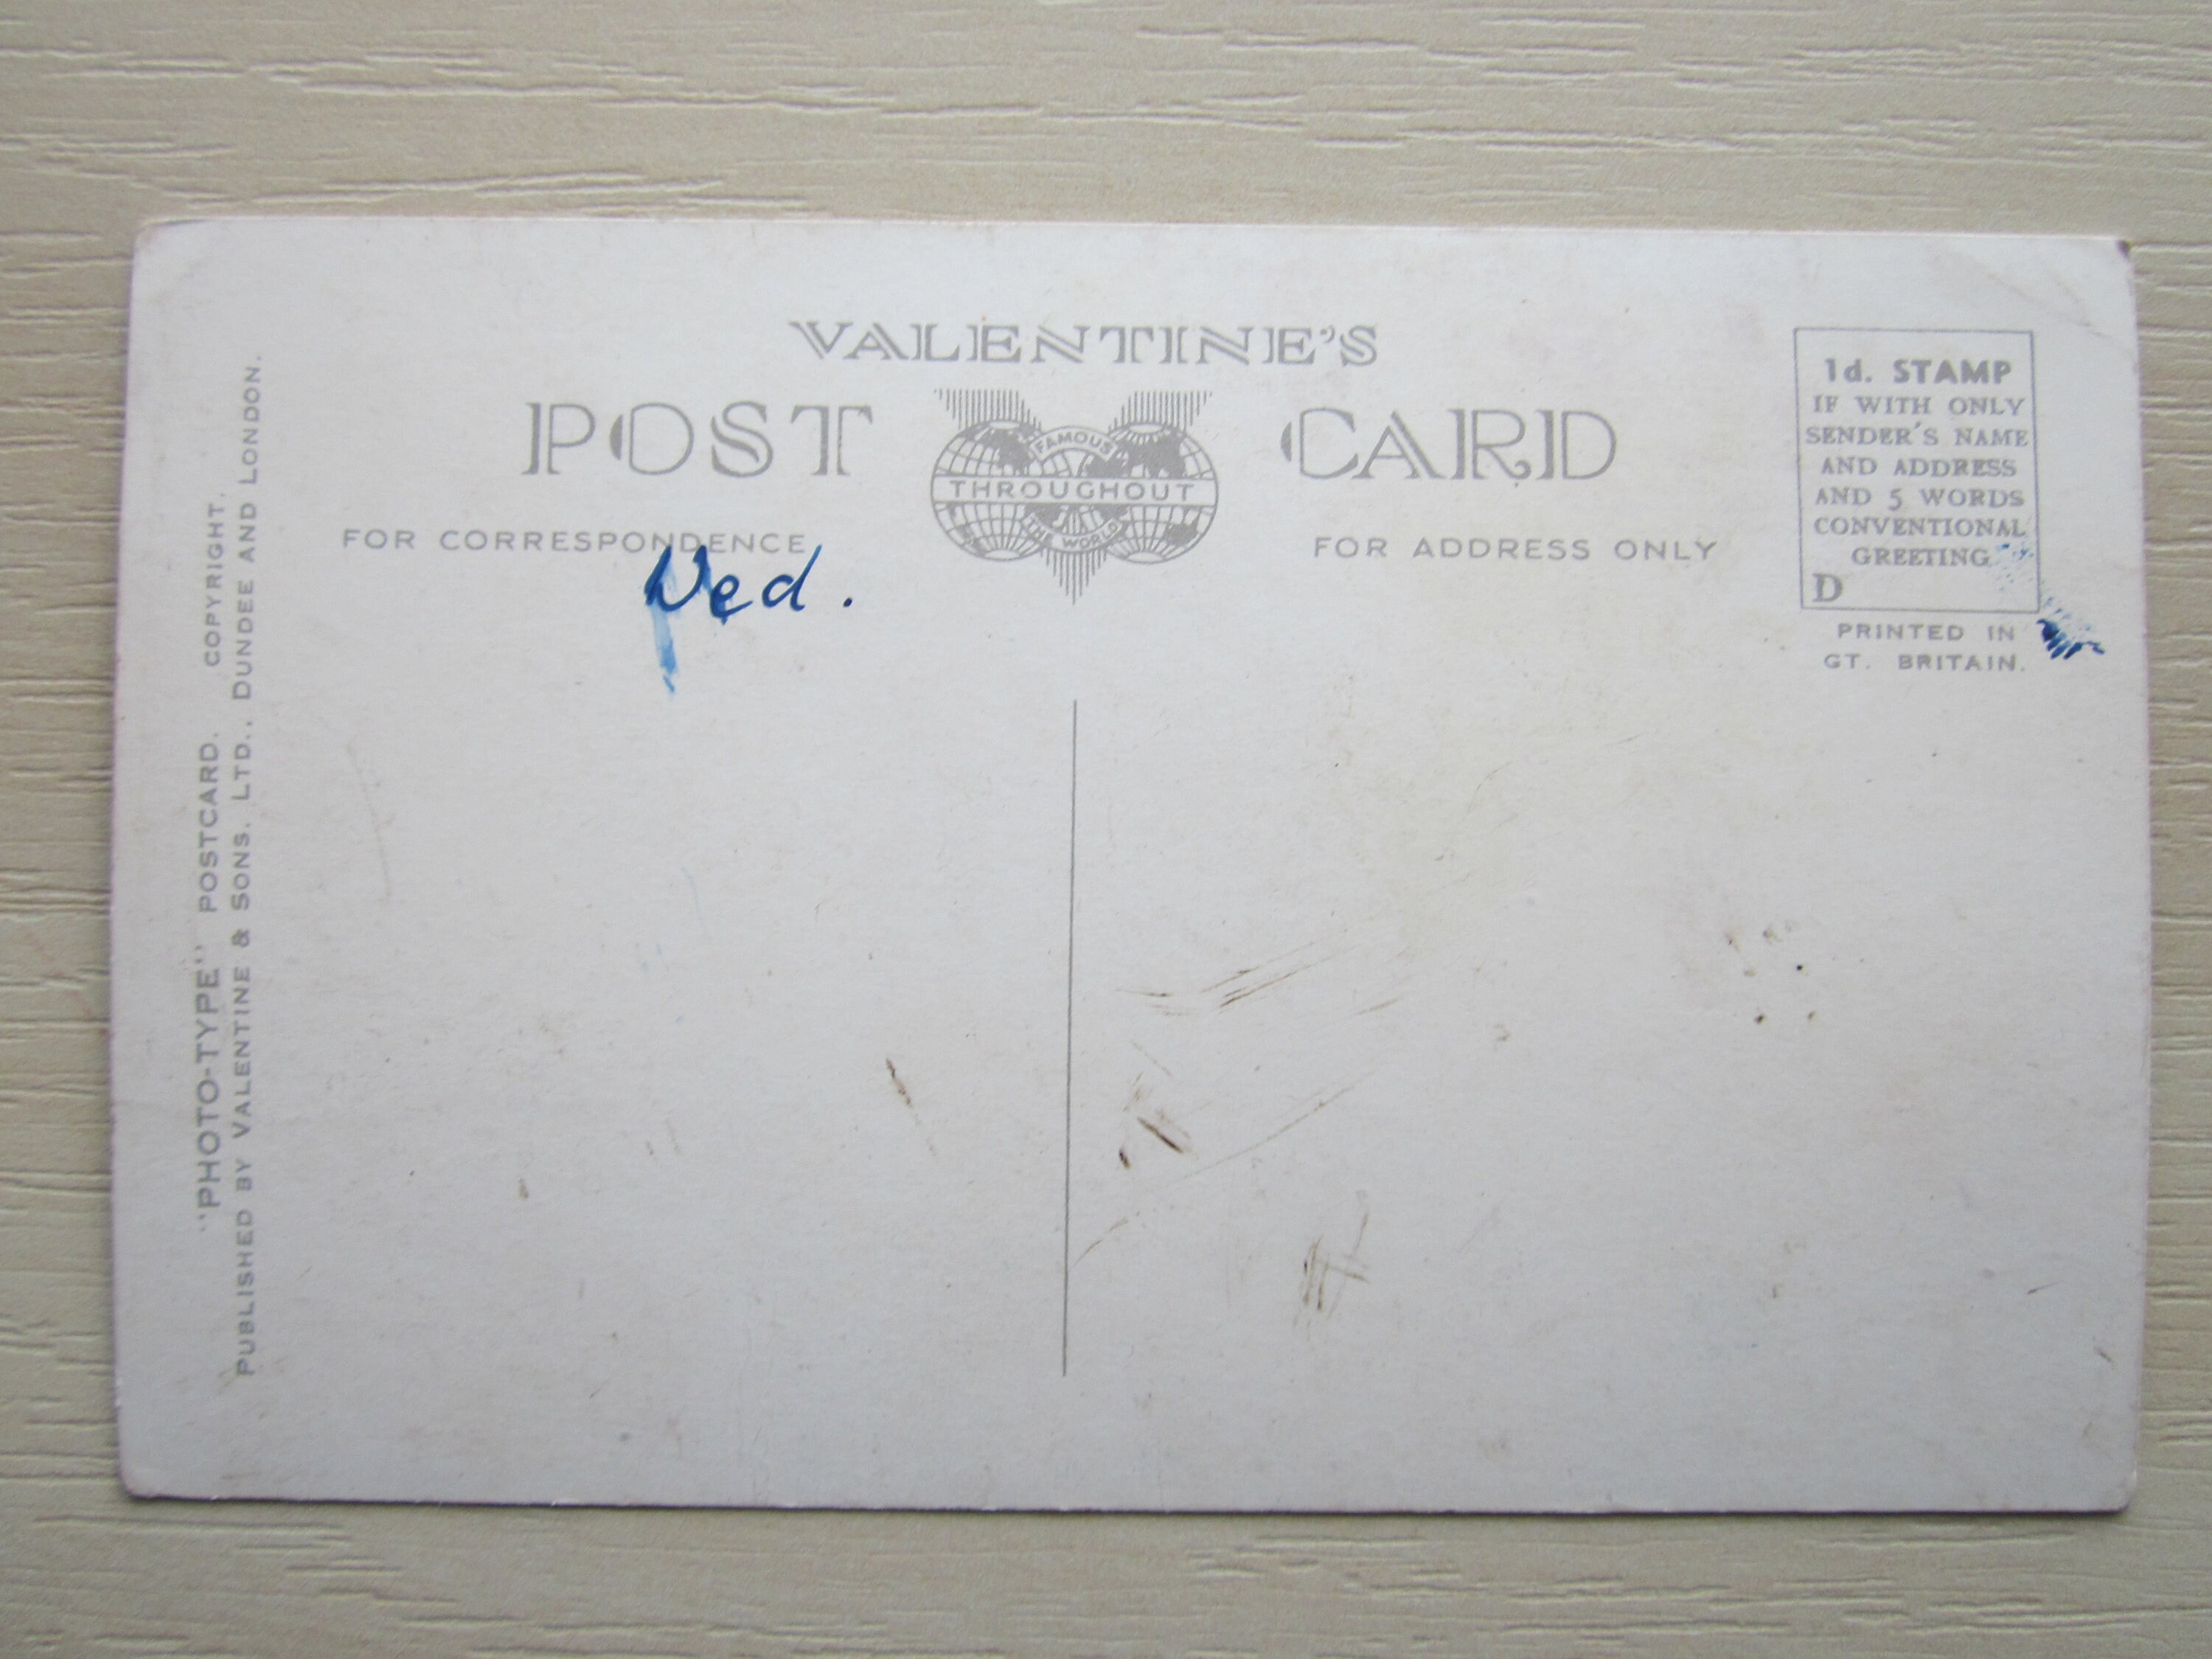 VALENTINE'S
POST CARD
FAMOUS
THROUGHOUT
THE WORLD
FOR CORRESPONDENCE
FOR ADDRESS ONLY
1d. STAMP
IF WITH ONLY
SENDER'S NAME
AND ADDRESS
AND 5 WORDS
CONVENTIONAL
GREETING
D
PRINTED IN
GT. BRITAIN.
Wed.
"PHOTO-TYPE" POSTCARD. COPYRIGHT.
PUBLISHED BY VALENTINE & SONS. LTD., DUNDEE AND LONDON.